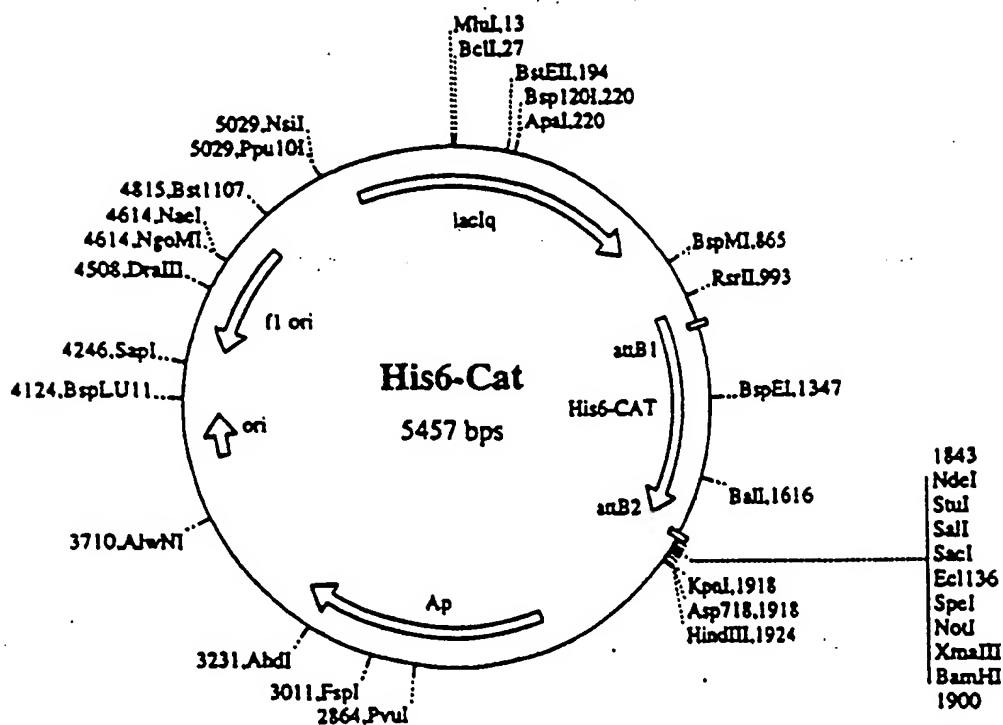 MluI,13
BclI,27
BstEII,194
Bsp120I,220
ApaI,220
5029,NsiI
5029,Ppu10I
4815,Bst1107
4614,NaeI
4614,NgoMI
4508,DraIII
lacIq
BspMI,865
RsrII,993
f1 ori
attB1
4246,SapI
4124,BspLU11
His6-Cat
5457 bps
His6-CAT
BspEI,1347
ori
attB2
BalI,1616
1843
NdeI
StuI
SalI
SacI
Ecl136
SpeI
NotI
XmaIII
BamHI
1900
3710,AlwNI
KpnI,1918
Asp718,1918
HindIII,1924
Ap
3231,AhdI
3011,FspI
2864,PvuI